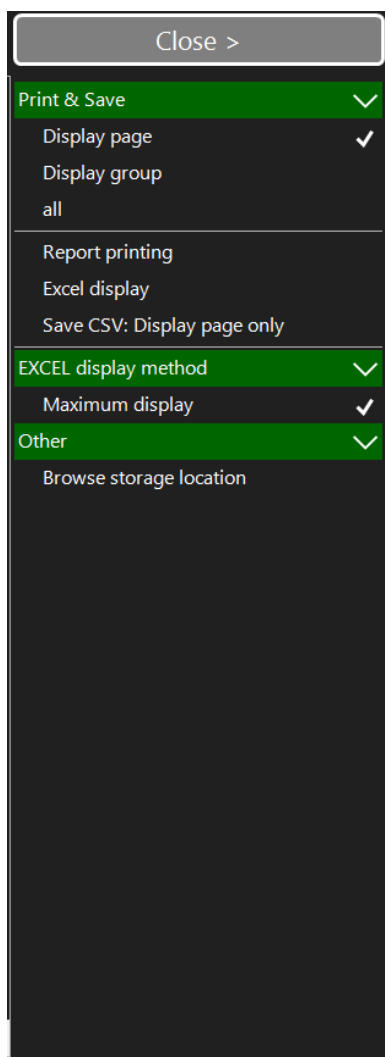 Close >
Print & Save
Display page
Display group
all
Report printing
Excel display
Save CSV: Display page only
EXCEL display method
Maximum display
Other
Browse storage location